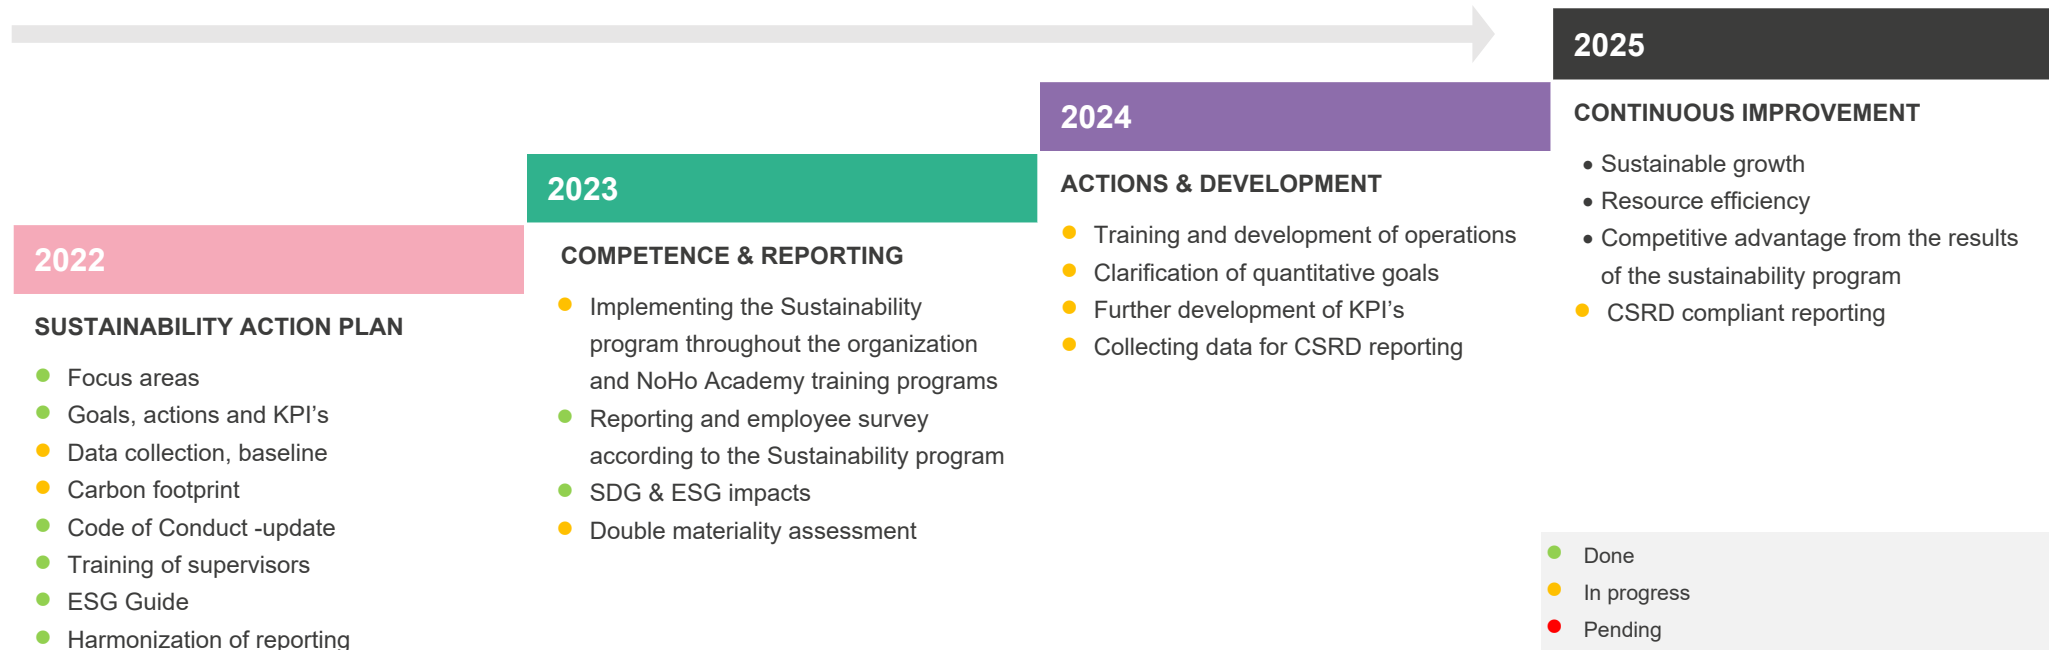 2022
SUSTAINABILITY ACTION PLAN
Focus areas
Goals, actions and KPI's
Data collection, baseline
Carbon footprint
Code of Conduct -update
Training of supervisors
ESG Guide
Harmonization of reporting
2023
COMPETENCE & REPORTING
Implementing the Sustainability
program throughout the organization
and NoHo Academy training programs
Reporting and employee survey
according to the Sustainability program
SDG & ESG impacts
Double materiality assessment
2024
ACTIONS & DEVELOPMENT
Training and development of operations
Clarification of quantitative goals
Further development of KPI's
Collecting data for CSRD reporting
2025
CONTINUOUS IMPROVEMENT
• Sustainable growth
• Resource efficiency
• Competitive advantage from the results
of the sustainability program
CSRD compliant reporting
Done
In progress
Pending